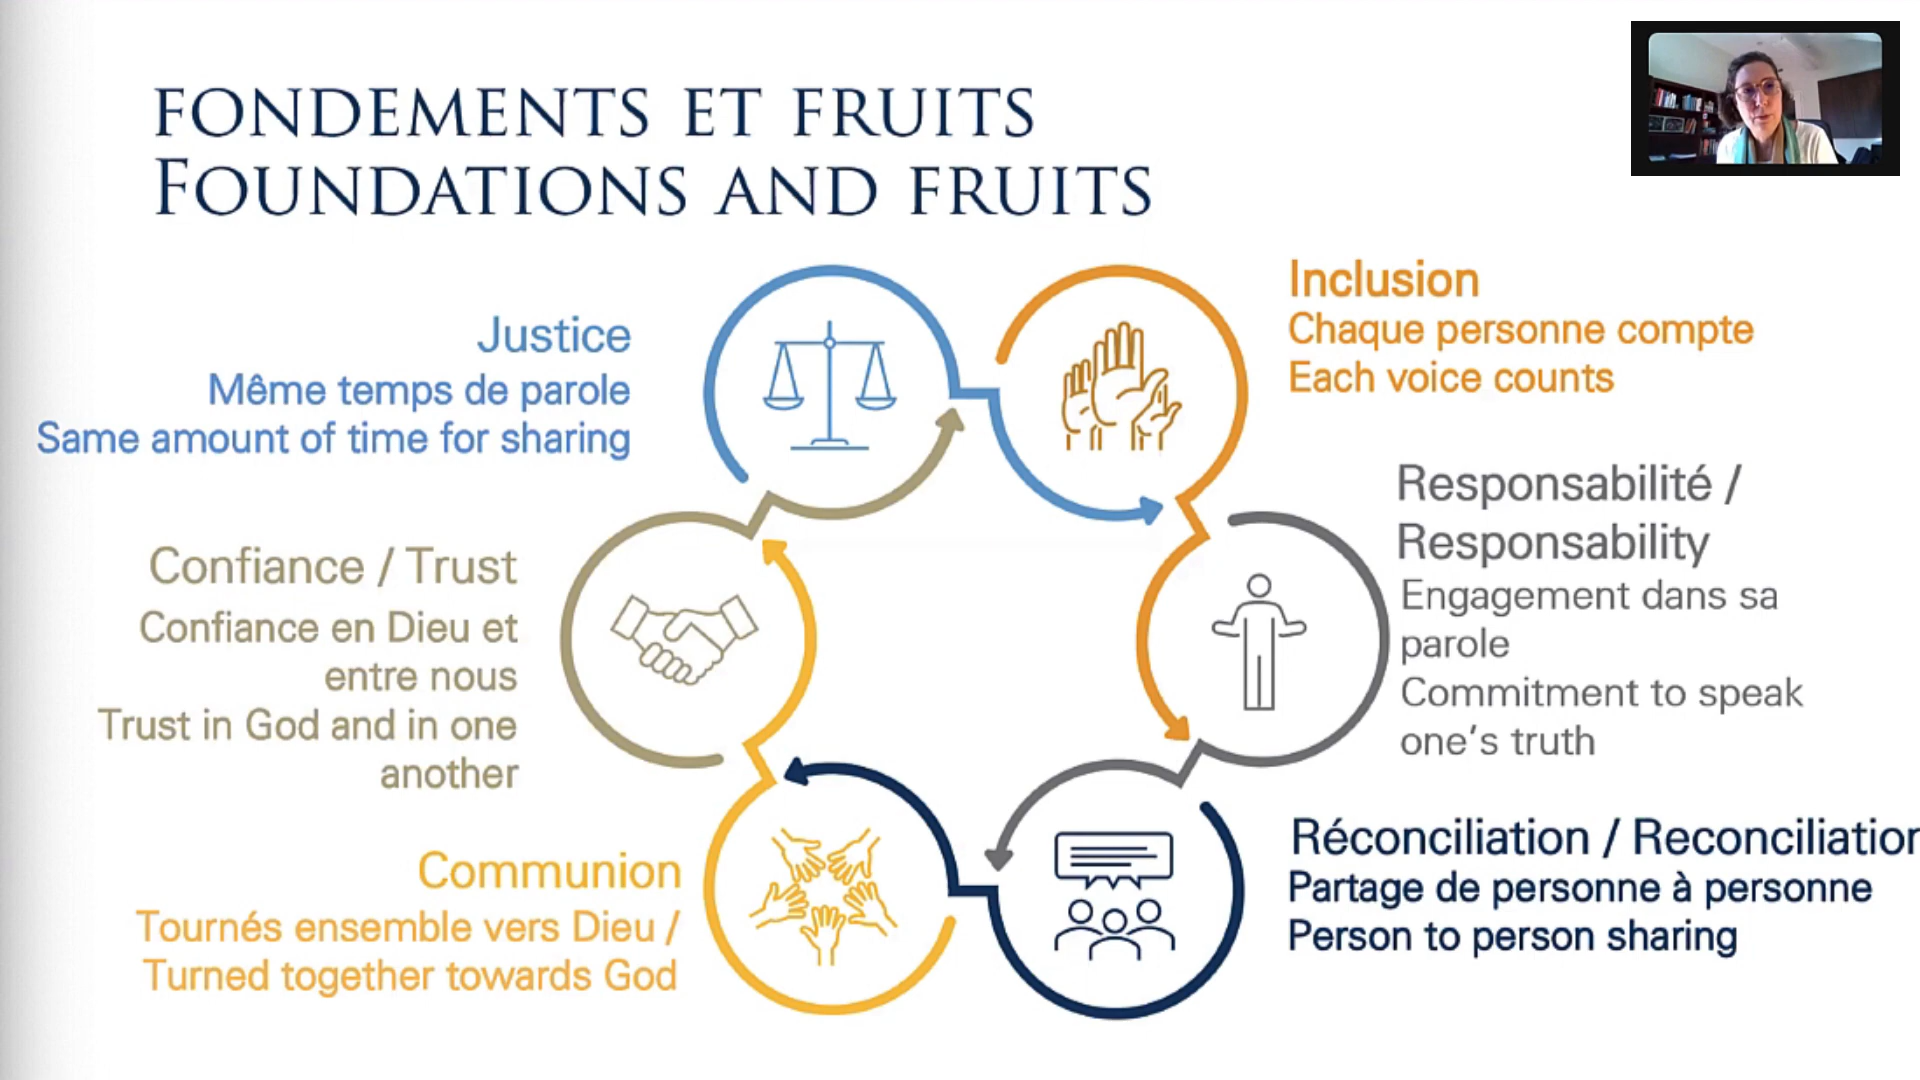 FONDEMENTS ET FRUITS
FOUNDATIONS AND FRUITS
Justice
Même temps de parole
Same amount of time for sharing
Inclusion
Chaque personne compte
Each voice counts
Responsabilité /
Responsability
Engagement dans sa
parole
Commitment to speak
one's truth
Réconciliation / Reconciliation
Partage de personne à personne
Person to person sharing
Communion
Tournés ensemble vers Dieu /
Turned together towards God
Confiance / Trust
Confiance en Dieu et
entre nous
Trust in God and in one
another